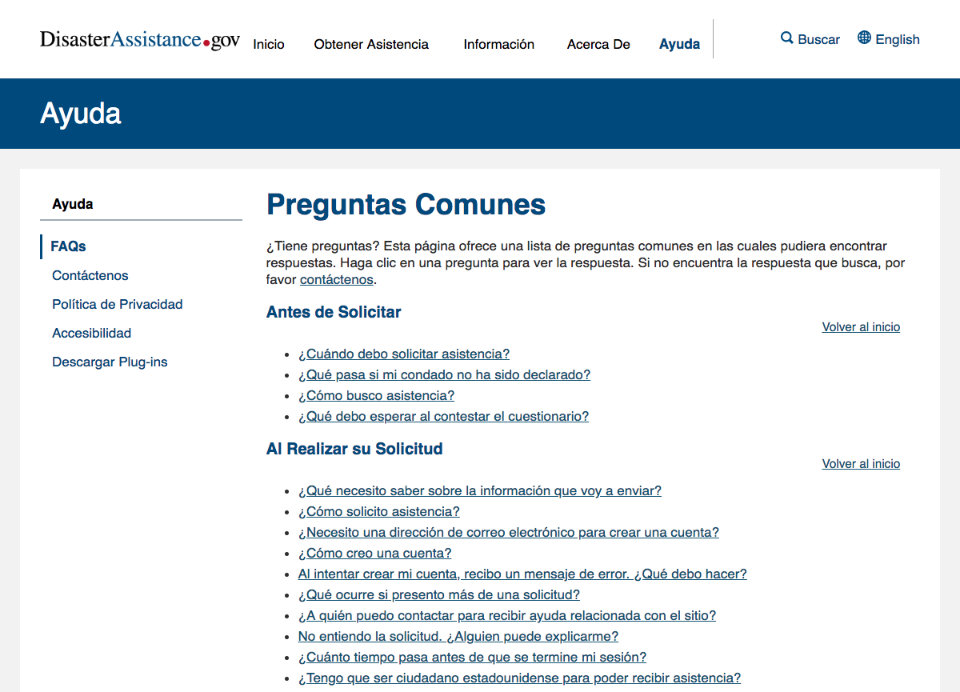 DisasterAssistance.gov Inicio Obtener Asistencia Información Acerca De Ayuda Buscar English
Ayuda
Ayuda
FAQs
Contáctenos
Política de Privacidad
Accesibilidad
Descargar Plug-ins
Preguntas Comunes
¿Tiene preguntas? Esta página ofrece una lista de preguntas comunes en las cuales pudiera encontrar
respuestas. Haga clic en una pregunta para ver la respuesta. Si no encuentra la respuesta que busca, por
favor contáctenos.
Antes de Solicitar
Volver al inicio
¿Cuándo debo solicitar asistencia?
¿Qué pasa si mi condado no ha sido declarado?
¿Cómo busco asistencia?
¿Qué debo esperar al contestar el cuestionario?
Al Realizar su Solicitud
Volver al inicio
¿Qué necesito saber sobre la información que voy a enviar?
¿Cómo solicito asistencia?
¿Necesito una dirección de correo electrónico para crear una cuenta?
¿Cómo creo una cuenta?
Al intentar crear mi cuenta, recibo un mensaje de error. ¿Qué debo hacer?
¿Qué ocurre si presento más de una solicitud?
¿A quién puedo contactar para recibir ayuda relacionada con el sitio?
No entiendo la solicitud. ¿Alguien puede explicarme?
¿Cuánto tiempo pasa antes de que se termine mi sesión?
¿Tengo que ser ciudadano estadounidense para poder recibir asistencia?